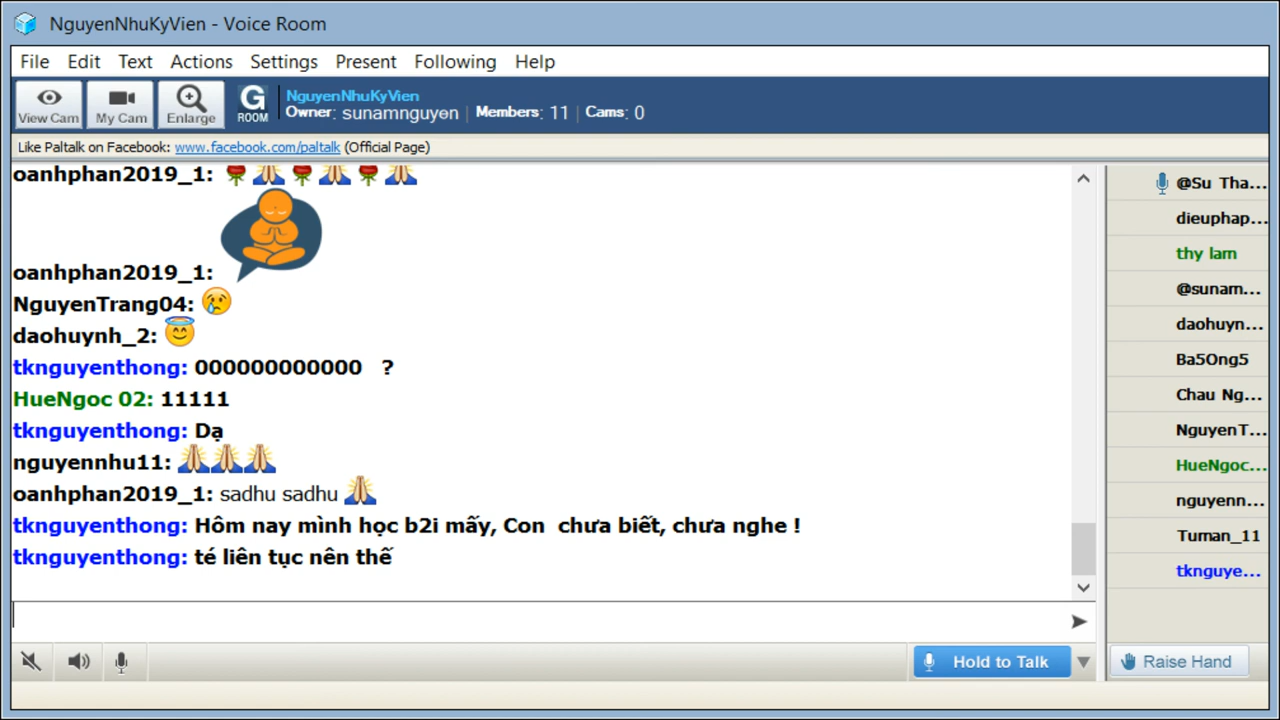 NguyenNhuKyVien - Voice Room
File Edit Text Actions Settings Present Following Help
View Cam My Cam Enlarge G ROOM
NguyenNhuKyVien
Owner: sunamnguyen | Members: 11 | Cams: 0
Like Paltalk on Facebook: www.facebook.com/paltalk (Official Page)
oanhphan2019_1:
oanhphan2019_1:
NguyenTrang04:
daohuynh_2:
tknguyenthong: 000000000000 ?
HueNgoc 02: 11111
tknguyenthong: Dạ
nguyennhu11:
oanhphan2019_1: sadhu sadhu
tknguyenthong: Hôm nay mình học b2i mấy, Con chưa biết, chưa nghe !
tknguyenthong: té liên tục nên thế
@Su Tha...
dieuphap...
thy lam
@sunam...
daohuyn...
Ba5Ong5
Chau Ng...
NguyenT...
HueNgoc...
nguyenn...
Tuman_11
tknguye...
Hold to Talk
Raise Hand